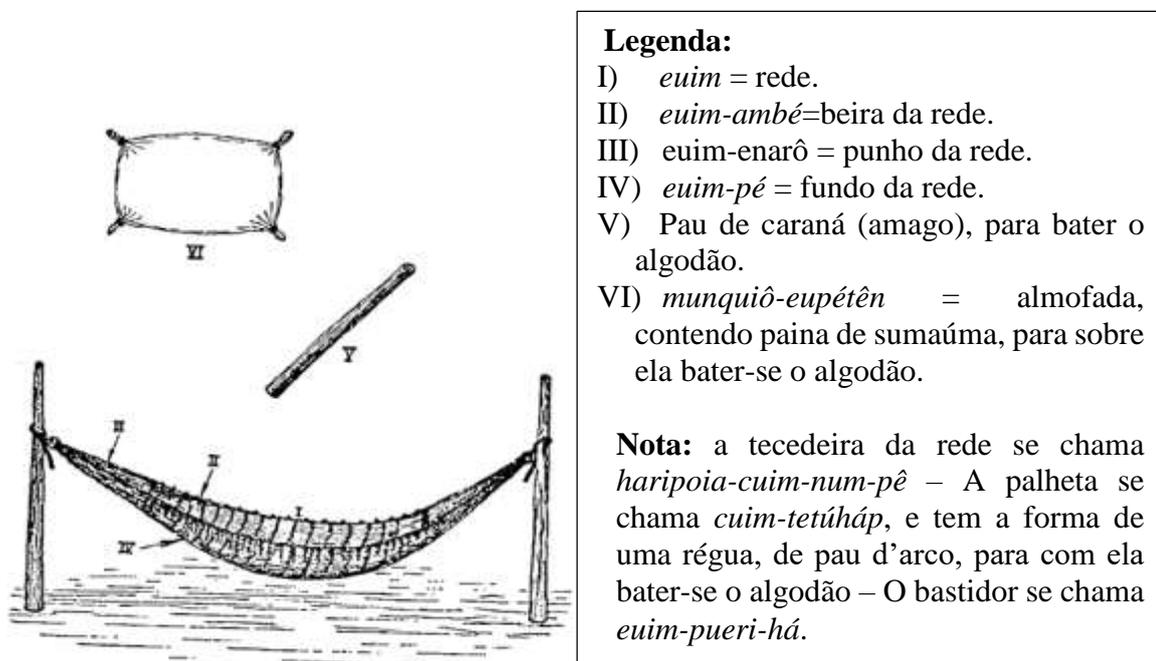 VI
V
II
I
IV
Legenda:
I) euim = rede.
II) euim-ambé=beira da rede.
III) euim-enarô = punho da rede.
IV) euim-pé = fundo da rede.
V) Pau de caraná (amago), para bater o
algodão.
VI) munquiô-eupétên = almofada,
contendo paina de sumaúma, para sobre
ela bater-se o algodão.
Nota: a tecedeira da rede se chama
haripoia-cuim-num-pê – A palheta se
chama cuim-tetúháp, e tem a forma de
uma régua, de pau d’arco, para com ela
bater-se o algodão – O bastidor se chama
euim-pueri-há.